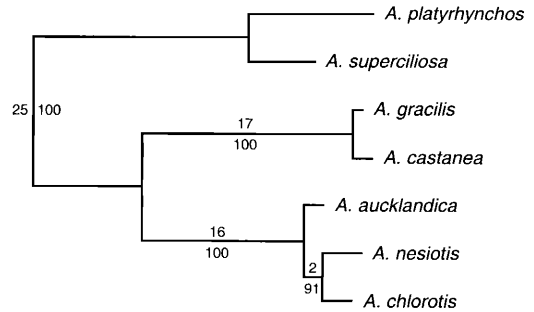 A. platyrhynchos
A. superciliosa
25 100
A. gracilis
17
100
A. castanea
A. aucklandica
16
100
A. nesiotis
2
91
A. chlorotis